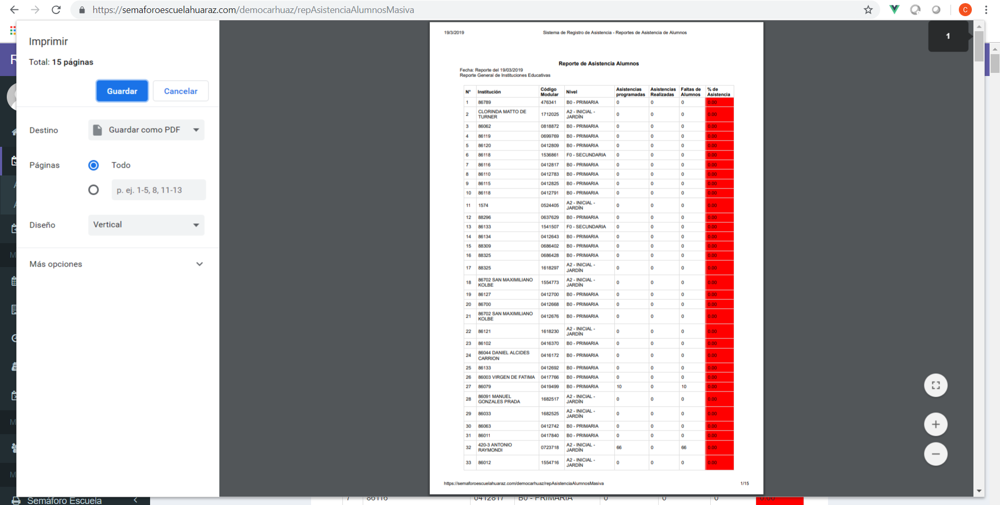 https://semaforoescuelahuaraz.com/democarhuaz/repAsistenciaAlumnosMasiva
C
Imprimir
Total: 15 páginas
Guardar
Cancelar
Destino
Guardar como PDF
Páginas
Todo
p. ej. 1-5, 8, 11-13
Diseño
Vertical
Más opciones
R
M
M
M
Semáforo Escuela
1
19/3/2019
Sistema de Registro de Asistencia - Reportes de Asistencia de Alumnos
Reporte de Asistencia Alumnos
Fecha: Reporte del 19/03/2019
Reporte General de Instituciones Educativas
N° Institución Código Modular Nivel Asistencias programadas Asistencias Realizadas Faltas de Alumnos % de Asistencia
1 86789 476341 B0 - PRIMARIA 0 0 0 0.00
2 CLORINDA MATTO DE TURNER 1712025 A2 - INICIAL - JARDÍN 0 0 0 0.00
3 86062 0818872 B0 - PRIMARIA 0 0 0 0.00
4 86119 0699769 B0 - PRIMARIA 0 0 0 0.00
5 86120 0412809 B0 - PRIMARIA 0 0 0 0.00
6 86118 1536861 F0 - SECUNDARIA 0 0 0 0.00
7 86116 0412817 B0 - PRIMARIA 0 0 0 0.00
8 86110 0412783 B0 - PRIMARIA 0 0 0 0.00
9 86115 0412825 B0 - PRIMARIA 0 0 0 0.00
10 86118 0412791 B0 - PRIMARIA 0 0 0 0.00
11 1574 0524405 A2 - INICIAL - JARDÍN 0 0 0 0.00
12 88296 0637629 B0 - PRIMARIA 0 0 0 0.00
13 86133 1541507 F0 - SECUNDARIA 0 0 0 0.00
14 86134 0412643 B0 - PRIMARIA 0 0 0 0.00
15 88309 0686402 B0 - PRIMARIA 0 0 0 0.00
16 88325 0686428 B0 - PRIMARIA 0 0 0 0.00
17 88325 1618297 A2 - INICIAL - JARDÍN 0 0 0 0.00
18 86702 SAN MAXIMILIANO KOLBE 1554773 A2 - INICIAL - JARDÍN 0 0 0 0.00
19 86127 0412700 B0 - PRIMARIA 0 0 0 0.00
20 86700 0412668 B0 - PRIMARIA 0 0 0 0.00
21 86702 SAN MAXIMILIANO KOLBE 0412676 B0 - PRIMARIA 0 0 0 0.00
22 86121 1618230 A2 - INICIAL - JARDÍN 0 0 0 0.00
23 86102 0416370 B0 - PRIMARIA 0 0 0 0.00
24 86044 DANIEL ALCIDES CARRION 0416172 B0 - PRIMARIA 0 0 0 0.00
25 86133 0412692 B0 - PRIMARIA 0 0 0 0.00
26 86003 VIRGEN DE FATIMA 0417766 B0 - PRIMARIA 0 0 0 0.00
27 86079 0419499 B0 - PRIMARIA 10 0 10 0.00
28 86091 MANUEL GONZALES PRADA 1682517 A2 - INICIAL - JARDÍN 0 0 0 0.00
29 86033 1682525 A2 - INICIAL - JARDÍN 0 0 0 0.00
30 86063 0412742 B0 - PRIMARIA 0 0 0 0.00
31 86011 0417840 B0 - PRIMARIA 0 0 0 0.00
32 420-3 ANTONIO RAYMONDI 0723718 A2 - INICIAL - JARDÍN 66 0 66 0.00
33 86012 1554716 A2 - INICIAL - JARDÍN 0 0 0 0.00
https://semaforoescuelahuaraz.com/democarhuaz/repAsistenciaAlumnosMasiva
1/15
7 86116 0412817 B0 - PRIMARIA 0 0 0 0.00